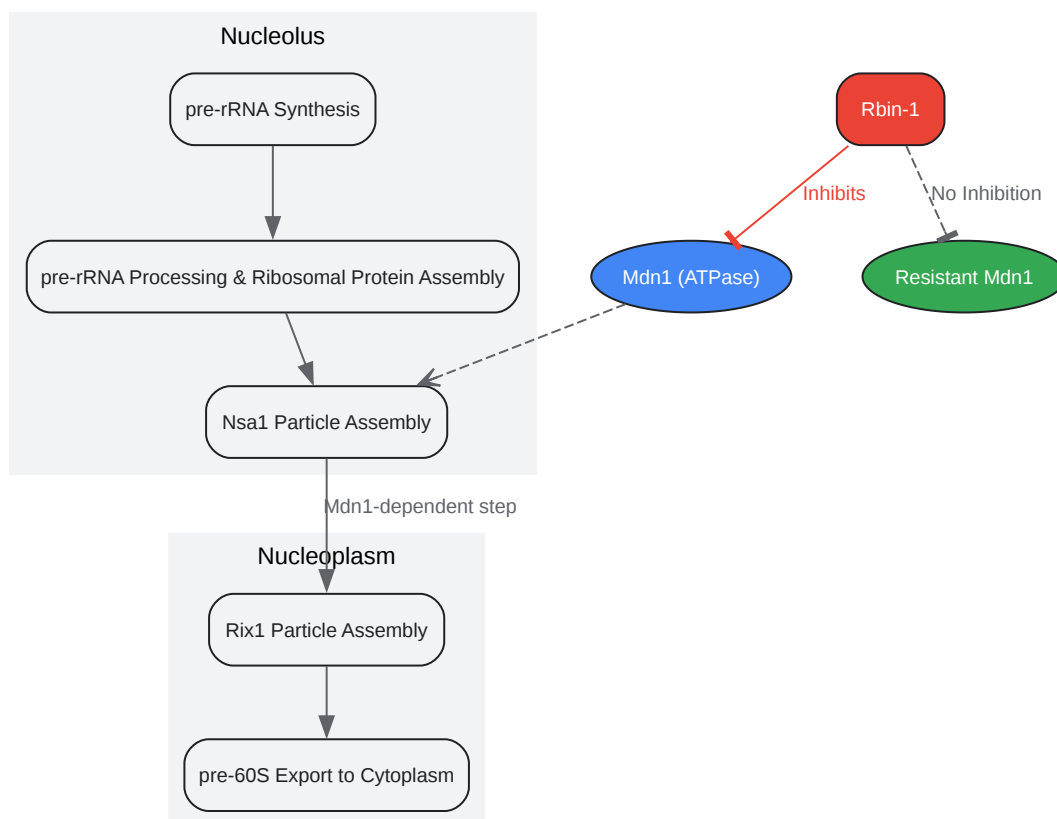 Nucleolus
pre-rRNA Synthesis
Rbin-1
Inhibits
No Inhibition
pre-rRNA Processing & Ribosomal Protein Assembly
Mdn1 (ATPase)
Resistant Mdn1
Nsa1 Particle Assembly
Mdn1-dependent step
Nucleoplasm
Rix1 Particle Assembly
pre-60S Export to Cytoplasm